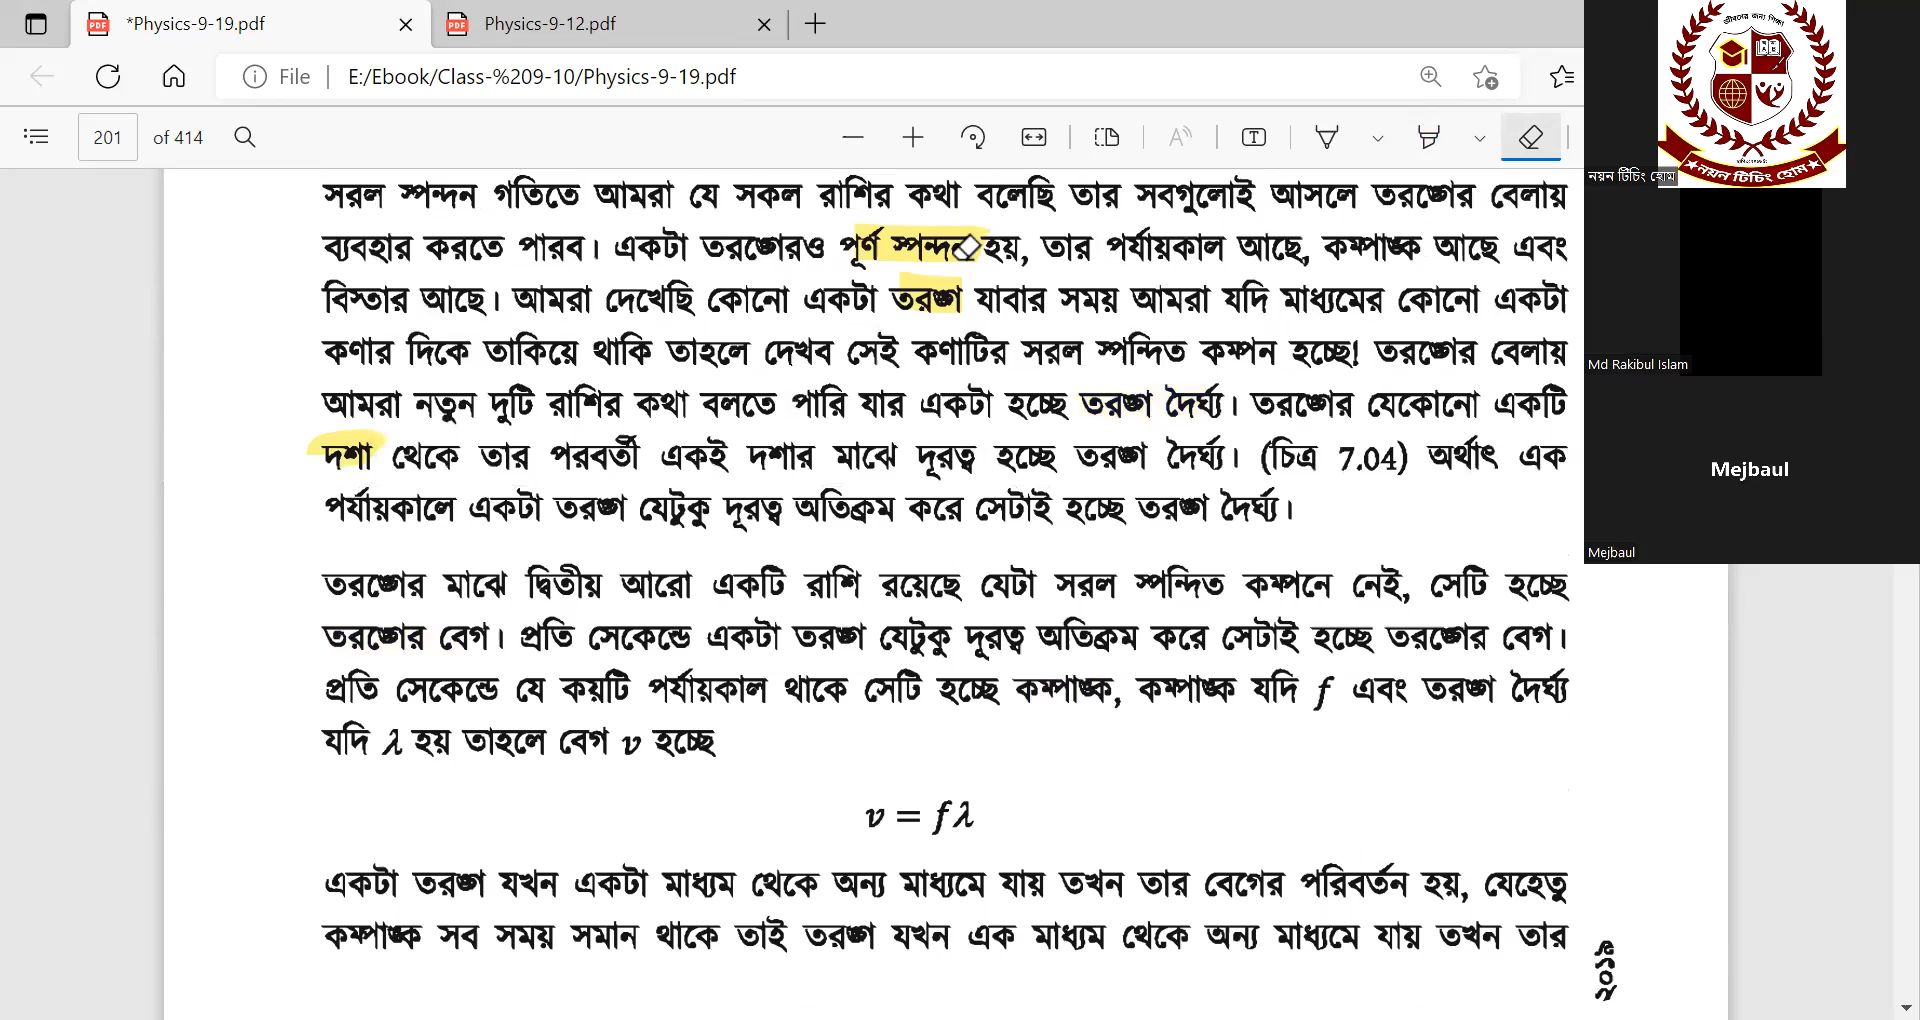 *Physics-9-19.pdf
Physics-9-12.pdf
File
E:/Ebook/Class-%209-10/Physics-9-19.pdf
201 of 414
সরল স্পন্দন গতিতে আমরা যে সকল রাশির কথা বলেছি তার সবগুলোই আসলে তরঙ্গের বেলায়
ব্যবহার করতে পারব। একটা তরঙ্গেরও পূর্ণ স্পন্দন হয়, তার পর্যায়কাল আছে, কম্পাঙ্ক আছে এবং
বিস্তার আছে। আমরা দেখেছি কোনো একটা তরঙ্গ যাবার সময় আমরা যদি মাধ্যমের কোনো একটা
কণার দিকে তাকিয়ে থাকি তাহলে দেখব সেই কণাটির সরল স্পন্দিত কম্পন হচ্ছে! তরঙ্গের বেলায়
আমরা নতুন দুটি রাশির কথা বলতে পারি যার একটা হচ্ছে তরঙ্গ দৈর্ঘ্য। তরঙ্গের যেকোনো একটি
দশা থেকে তার পরবর্তী একই দশার মাঝে দূরত্ব হচ্ছে তরঙ্গ দৈর্ঘ্য। (চিত্র 7.04) অর্থাৎ এক
পর্যায়কালে একটা তরঙ্গ যেটুকু দূরত্ব অতিক্রম করে সেটাই হচ্ছে তরঙ্গ দৈর্ঘ্য।
তরঙ্গের মাঝে দ্বিতীয় আরো একটি রাশি রয়েছে যেটা সরল স্পন্দিত কম্পনে নেই, সেটি হচ্ছে
তরঙ্গের বেগ। প্রতি সেকেন্ডে একটা তরঙ্গ যেটুকু দূরত্ব অতিক্রম করে সেটাই হচ্ছে তরঙ্গের বেগ।
প্রতি সেকেন্ডে যে কয়টি পর্যায়কাল থাকে সেটি হচ্ছে কম্পাঙ্ক, কম্পাঙ্ক যদি f এবং তরঙ্গ দৈর্ঘ্য
যদি λ হয় তাহলে বেগ v হচ্ছে
v = fλ
একটা তরঙ্গ যখন একটা মাধ্যম থেকে অন্য মাধ্যমে যায় তখন তার বেগের পরিবর্তন হয়, যেহেতু
কম্পাঙ্ক সব সময় সমান থাকে তাই তরঙ্গ যখন এক মাধ্যম থেকে অন্য মাধ্যমে যায় তখন তার
২০১৯
জীবনের জন্য শিক্ষা
নয়ন টিচিং হোম
নয়ন টিচিং হোম
Md Rakibul Islam
Mejbaul
Mejbaul